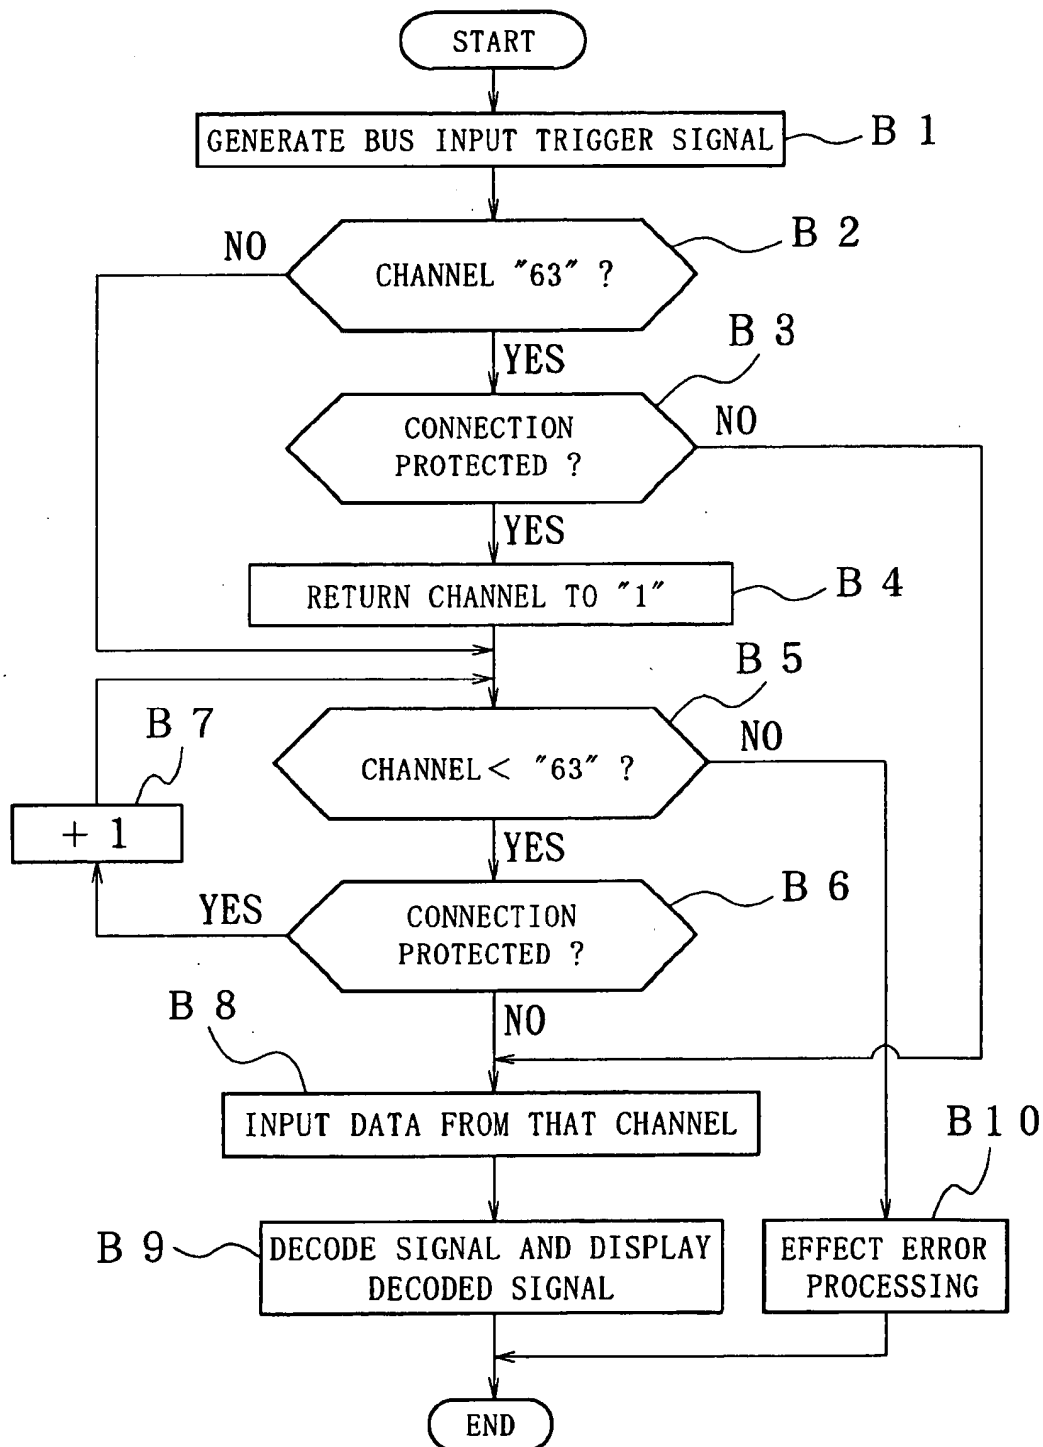 START
GENERATE BUS INPUT TRIGGER SIGNAL
B 1
B 2
NO
CHANNEL "63" ?
YES
B 3
CONNECTION
PROTECTED ?
NO
YES
RETURN CHANNEL TO "1"
B 4
B 5
B 7
NO
CHANNEL < "63" ?
+ 1
YES
B 6
YES
CONNECTION
PROTECTED ?
B 8
NO
INPUT DATA FROM THAT CHANNEL
B 1 0
B 9
DECODE SIGNAL AND DISPLAY
DECODED SIGNAL
EFFECT ERROR
PROCESSING
END